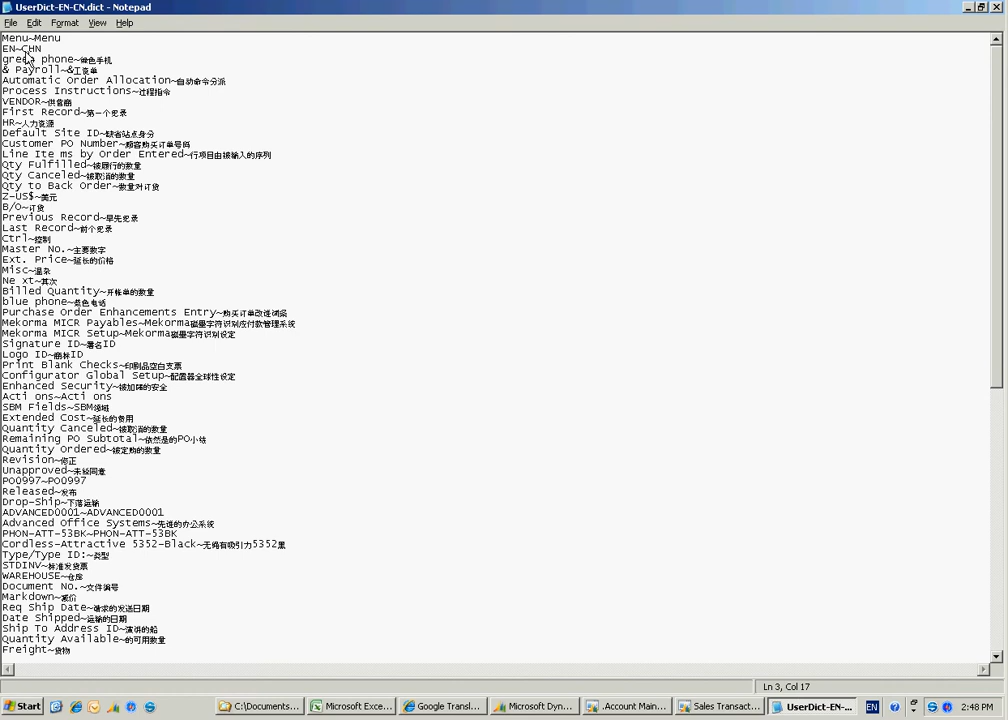 UserDict-EN-CN.dict - Notepad
File Edit Format View Help
Menu~Menu
EN~CHN
green phone~绿色手机
& Payroll~&工资单
Automatic Order Allocation~自动命令分派
Process Instructions~过程指令
VENDOR~供营商
First Record~第一个记录
HR~人力资源
Default Site ID~缺省站点身分
Customer PO Number~顾客购买订单号码
Line Ite ms by Order Entered~行项目由被输入的序列
Qty Fulfilled~被履行的数量
Qty Canceled~被取消的数量
Qty to Back Order~数量对订货
Z-US$~美元
B/O~订货
Previous Record~早先记录
Last Record~前个记录
Ctrl~控制
Master No.~主要数字
Ext. Price~延长的价格
Misc~混杂
Ne xt~其次
Billed Quantity~开帐单的数量
blue phone~蓝色电话
Purchase Order Enhancements Entry~购买订单改进词条
Mekorma MICR Payables~Mekorma磁墨字符识别应付款管理系统
Mekorma MICR Setup~Mekorma磁墨字符识别设定
Signature ID~署名ID
Logo ID~商标ID
Print Blank Checks~印刷品空白支票
Configurator Global Setup~配置器全球性设定
Enhanced Security~被加强的安全
Acti ons~Acti ons
SBM Fields~SBM领域
Extended Cost~延长的费用
Quantity Canceled~被取消的数量
Remaining PO Subtotal~依然是的PO小结
Quantity Ordered~被定购的数量
Revision~修正
Unapproved~未经同意
PO0997~PO0997
Released~发布
Drop-Ship~下落运输
ADVANCED0001~ADVANCED0001
Advanced Office Systems~先进的办公系统
PHON-ATT-53BK~PHON-ATT-53BK
Cordless-Attractive 5352-Black~无绳有吸引力5352黑
Type/Type ID:~类型
STDINV~标准发货票
WAREHOUSE~仓库
Document No.~文件编号
Markdown~减价
Req Ship Date~请求的发送日期
Date Shipped~运输的日期
Ship To Address ID~演讲的船
Quantity Available~的可用数量
Freight~货物
Ln 3, Col 17
Start C:\Documents... Microsoft Exce... Google Transl... Microsoft Dyn... .Account Main... Sales Transact... UserDict-EN-... EN 2:48 PM